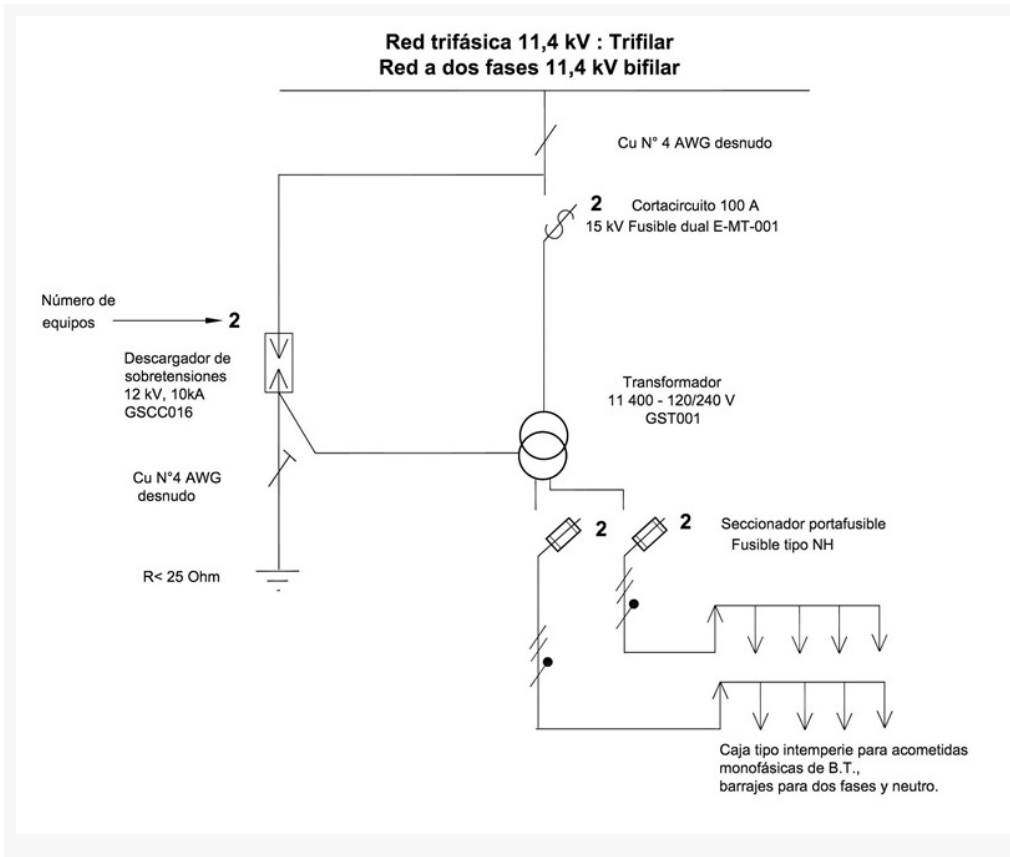 Red trifásica 11,4 kV : Trifilar
Red a dos fases 11,4 kV bifilar
Cu N° 4 AWG desnudo
2 Cortacircuito 100 A
15 kV Fusible dual E-MT-001
Número de
equipos
2
Descargador de
sobretensiones
12 kV, 10kA
GSCC016
Transformador
11 400 - 120/240 V
GST001
Cu N°4 AWG
desnudo
2
2
Seccionador portafusible
Fusible tipo NH
R< 25 Ohm
Caja tipo intemperie para acometidas
monofásicas de B.T.,
barrajes para dos fases y neutro.